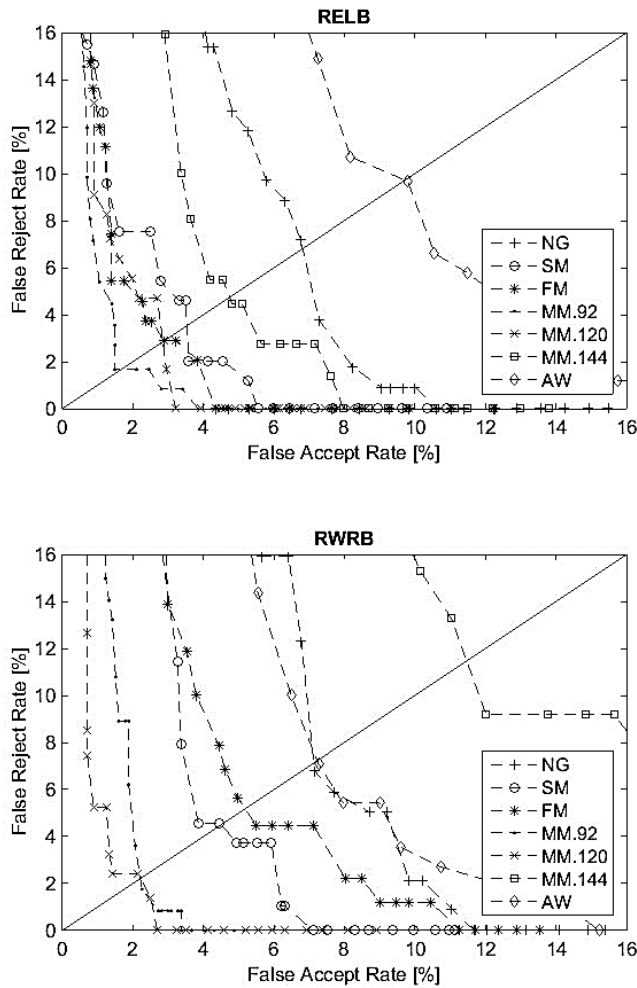 RELB
16
14
12
10
8
6
4
2
0
False Reject Rate [%]
NG
SM
FM
MM.92
MM.120
MM.144
AW
0 2 4 6 8 10 12 14 16
False Accept Rate [%]
RWRB
16
14
12
10
8
6
4
2
0
False Reject Rate [%]
NG
SM
FM
MM.92
MM.120
MM.144
AW
0 2 4 6 8 10 12 14 16
False Accept Rate [%]